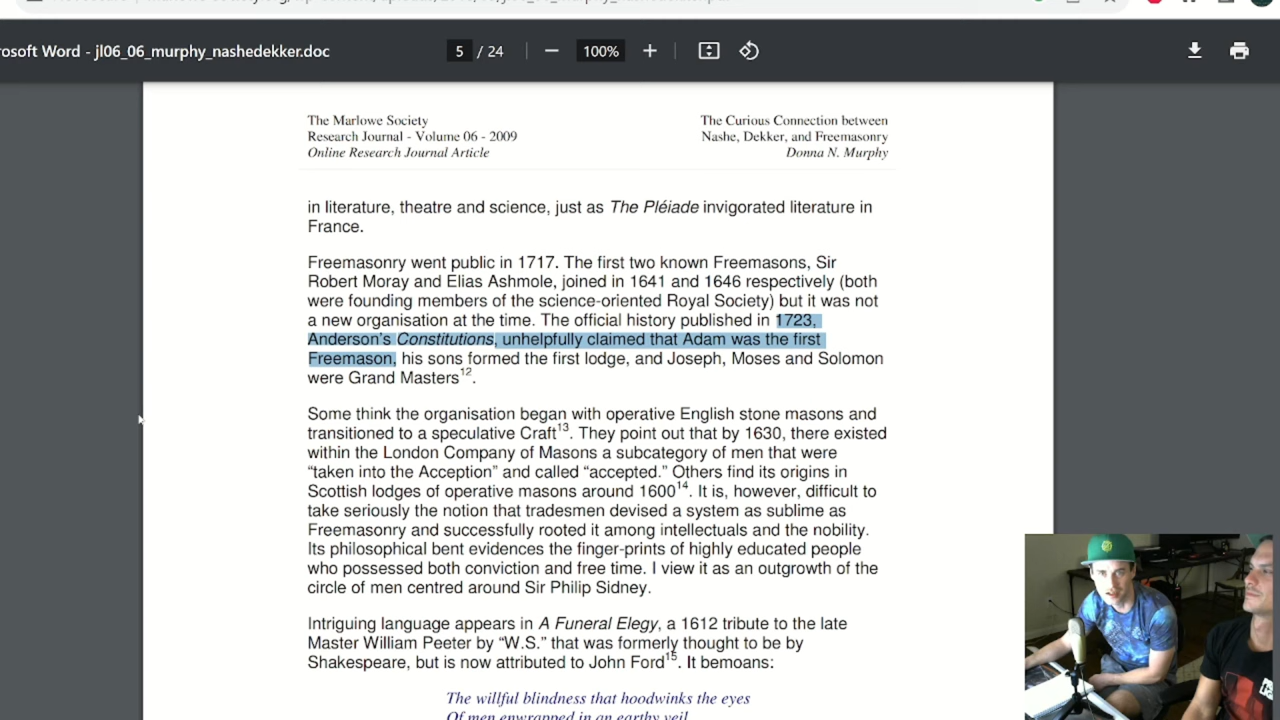 rosoft Word - jl06_06_murphy_nashedekker.doc
5 / 24
100%
The Marlowe Society
Research Journal - Volume 06 - 2009
Online Research Journal Article
The Curious Connection between
Nashe, Dekker, and Freemasonry
Donna N. Murphy
in literature, theatre and science, just as The Pléiade invigorated literature in
France.
Freemasonry went public in 1717. The first two known Freemasons, Sir
Robert Moray and Elias Ashmole, joined in 1641 and 1646 respectively (both
were founding members of the science-oriented Royal Society) but it was not
a new organisation at the time. The official history published in 1723,
Anderson's Constitutions, unhelpfully claimed that Adam was the first
Freemason, his sons formed the first lodge, and Joseph, Moses and Solomon
were Grand Masters12.
Some think the organisation began with operative English stone masons and
transitioned to a speculative Craft13. They point out that by 1630, there existed
within the London Company of Masons a subcategory of men that were
“taken into the Acception” and called “accepted.” Others find its origins in
Scottish lodges of operative masons around 160014. It is, however, difficult to
take seriously the notion that tradesmen devised a system as sublime as
Freemasonry and successfully rooted it among intellectuals and the nobility.
Its philosophical bent evidences the finger-prints of highly educated people
who possessed both conviction and free time. I view it as an outgrowth of the
circle of men centred around Sir Philip Sidney.
Intriguing language appears in A Funeral Elegy, a 1612 tribute to the late
Master William Peeter by “W.S.” that was formerly thought to be by
Shakespeare, but is now attributed to John Ford15. It bemoans:
The willful blindness that hoodwinks the eyes
Of men enwrapped in an earthy veil